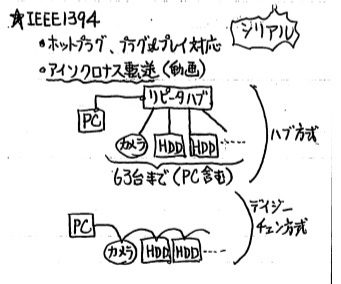 ★IEEE1394
シリアル
•ホットプラグ、プラグ&プレイ対応
•アイソクロナス転送(動画)
リピータハブ
PC
カメラ HDD HDD ……
ハブ方式
63台まで(PC含む)
デイジー
チェン方式
PC
カメラ HDD HDD ……